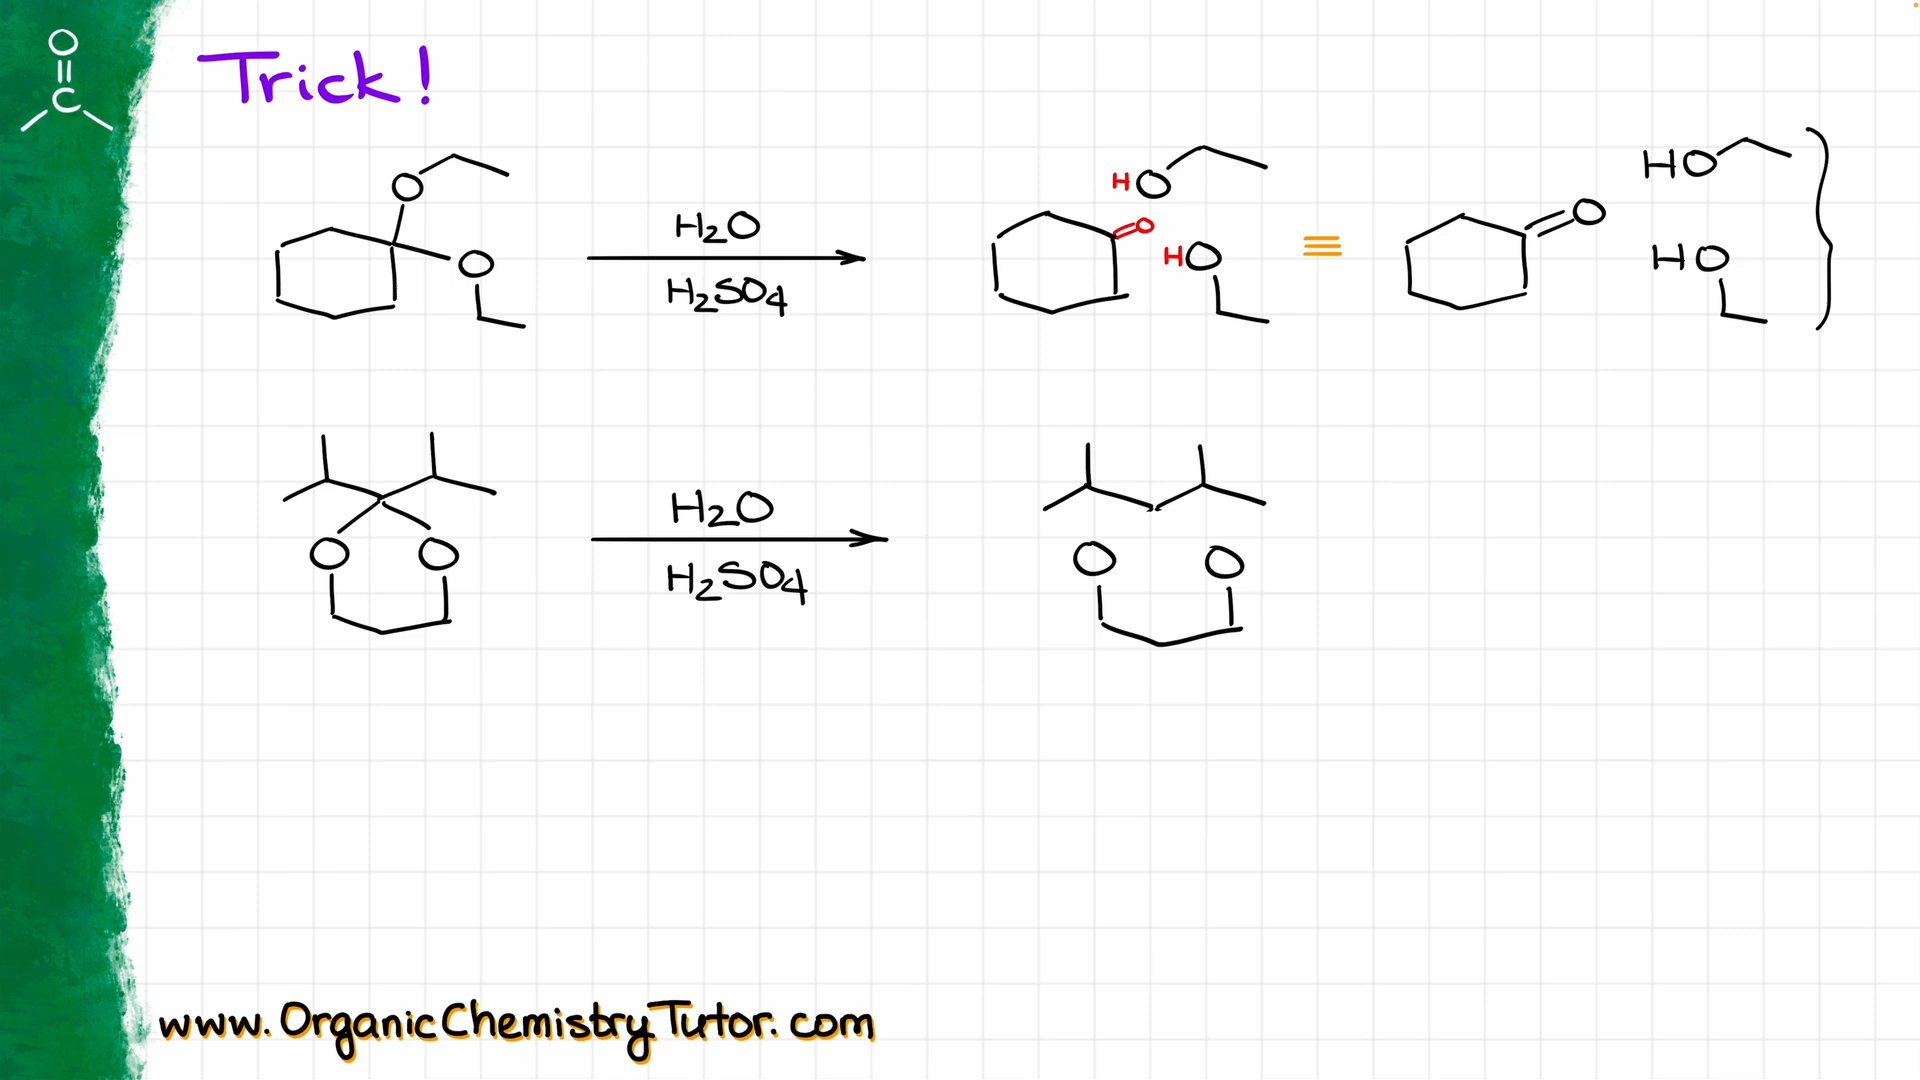 O
C
Trick!
O
O
H₂O
H₂SO₄
HO
O
HO
≡
HO
O
HO
O O
H₂O
H₂SO₄
O O
www.OrganicChemistryTutor.com